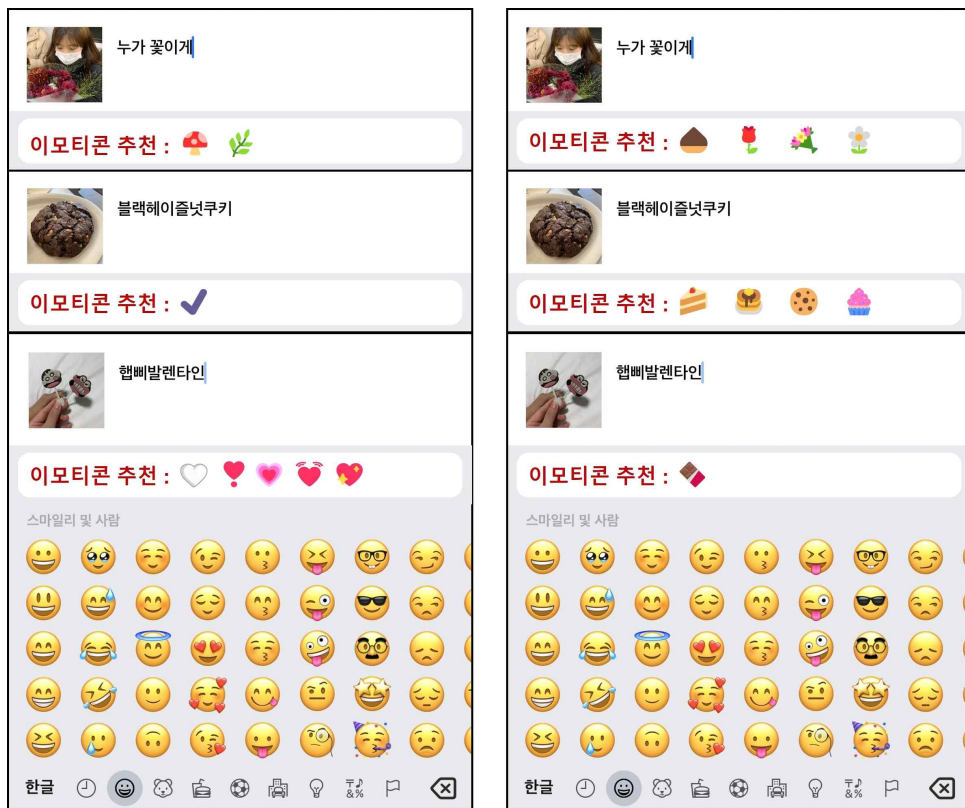 누가 꽃이게
이모티콘 추천 :
블랙헤이즐넛쿠키
이모티콘 추천 :
햅삐발렌타인
이모티콘 추천 :
스마일리 및 사람
한글
누가 꽃이게
이모티콘 추천 :
블랙헤이즐넛쿠키
이모티콘 추천 :
햅삐발렌타인
이모티콘 추천 :
스마일리 및 사람
한글